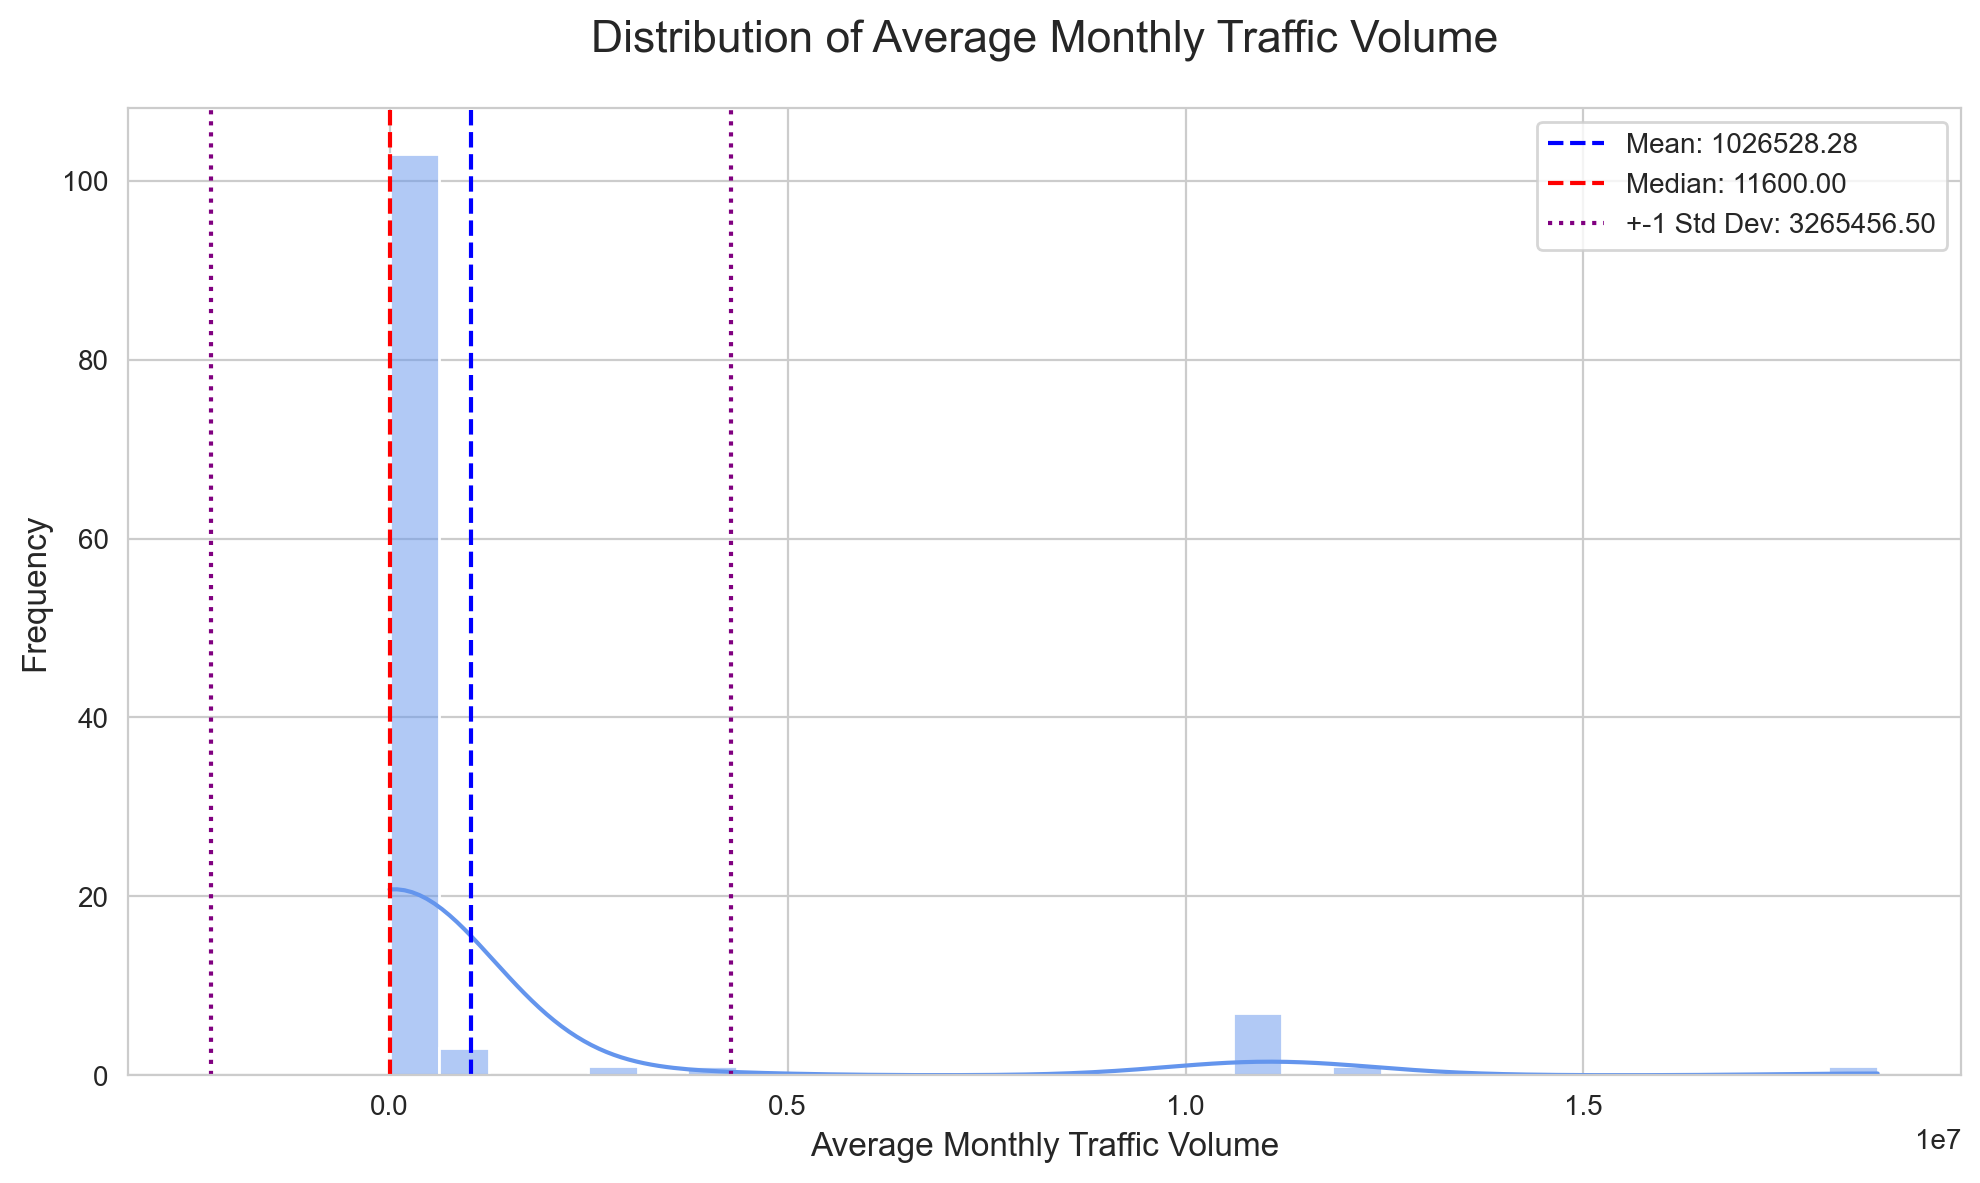 Distribution of Average Monthly Traffic Volume
Mean: 1026528.28
Median: 11600.00
+-1 Std Dev: 3265456.50
Frequency
100
80
60
40
20
0
0.0
0.5
1.0
1.5
1e7
Average Monthly Traffic Volume